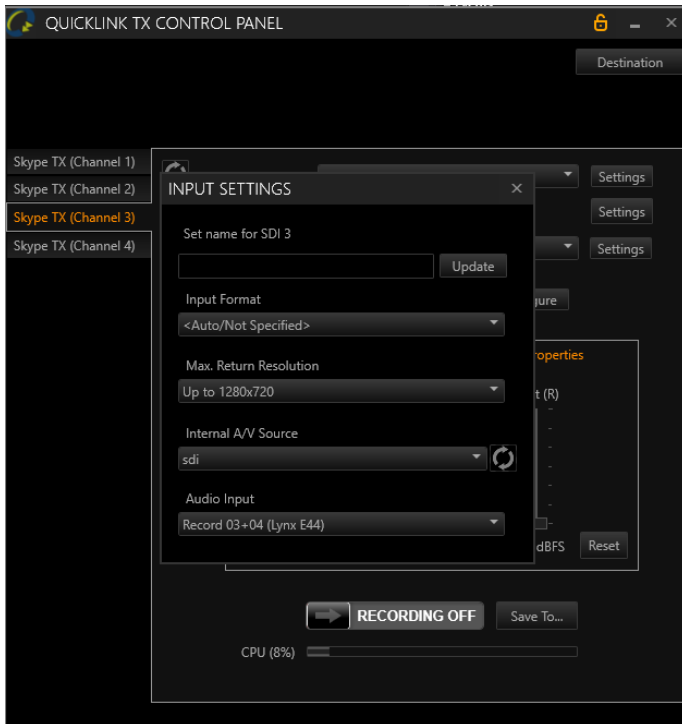 QUICKLINK TX CONTROL PANEL
Destination
Skype TX (Channel 1)
Skype TX (Channel 2)
Skype TX (Channel 3)
Skype TX (Channel 4)
Settings
Settings
Settings
INPUT SETTINGS
Set name for SDI 3
Update
Input Format
<Auto/Not Specified>
Max. Return Resolution
Up to 1280x720
Internal A/V Source
sdi
Audio Input
Record 03+04 (Lynx E44)
gure
roperties
t (R)
dBFS
Reset
RECORDING OFF
Save To...
CPU (8%)